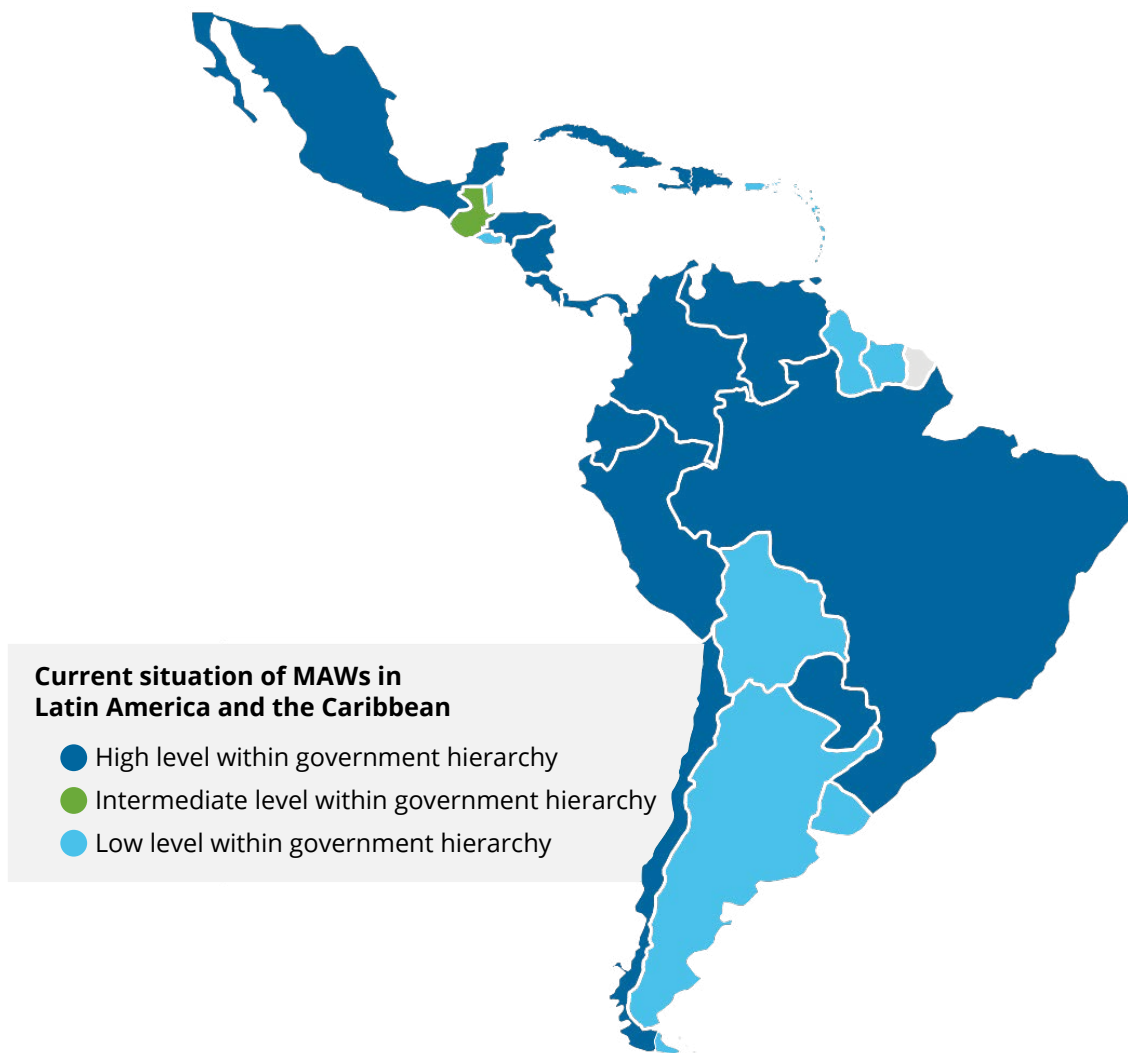 Current situation of MAWs in
Latin America and the Caribbean
High level within government hierarchy
Intermediate level within government hierarchy
Low level within government hierarchy